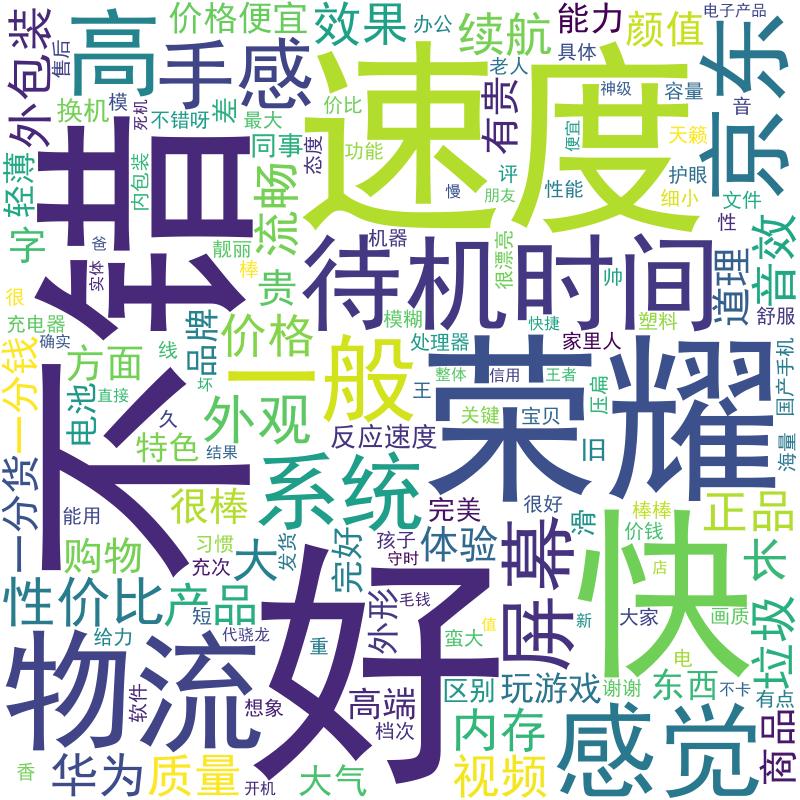 外包装
售后
高
价格便宜
手感
效果
办公
续航
老人
能力
具体
颜值
神级
容量
电子产品
京东
音
换机
模
死机
不错呀
差
最大
同事
价比
态度
功能
速度
有贵
便宜
评
性能
天籁
护眼
细小
文件
性
慢
朋友
轻薄
内包装
不错
字
爸
实体
靓丽
棒
流畅
贵
机器
待机时间
很漂亮
帅
道理
音效
舒服
很
充电器
确实
一分钱
一分货
方面
线
品牌
价格
模糊
处理器
快捷
家里人
塑料
国产手机
海量
电池
直接
坏
久
特色
结果
外观
一般
反应速度
王
整体
信用
王者
关键
宝贝
压扁
旧
荣耀
能用
购物
很棒
习惯
充次
系统
大
发货
完好
孩子
守时
完美
体验
很好
屏幕
滑
快
棒棒
价钱
正品
长
店
画质
垃圾
大家
性价比
产品
短
毛钱
外形
蛮大
值
新
电
给力
代骁龙
重
好
物流
软件
想象
高端
档次
区别
玩游戏
谢谢
东西
不卡
有点
商品
香
华为
质量
开机
大气
内存
视频
感觉